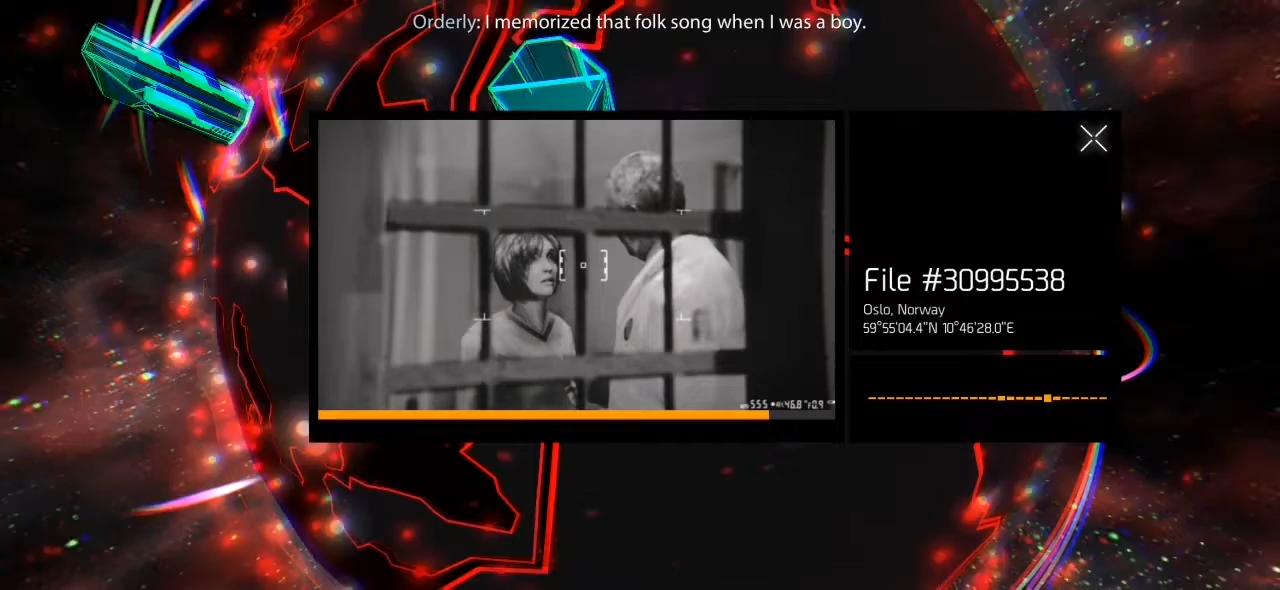 Orderly: I memorized that folk song when I was a boy.
File #30995538
Oslo, Norway
59°55'04.4"N 10°46'28.0"E
555